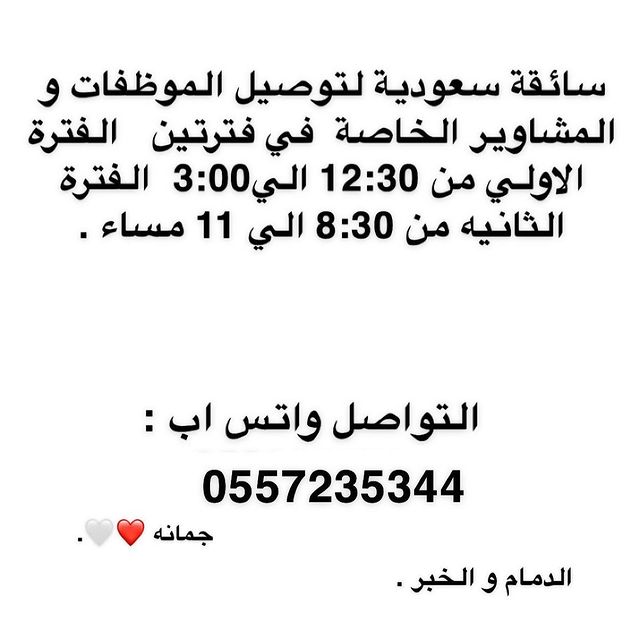 سائقة سعودية لتوصيل الموظفات و
المشاوير الخاصة في فترتين الفترة
الاولي من 12:30 الي3:00 الفترة
الثانيه من 8:30 الي 11 مساء .
التواصل واتس اب :
0557235344
جمانه ❤️🤍.
الدمام و الخبر .